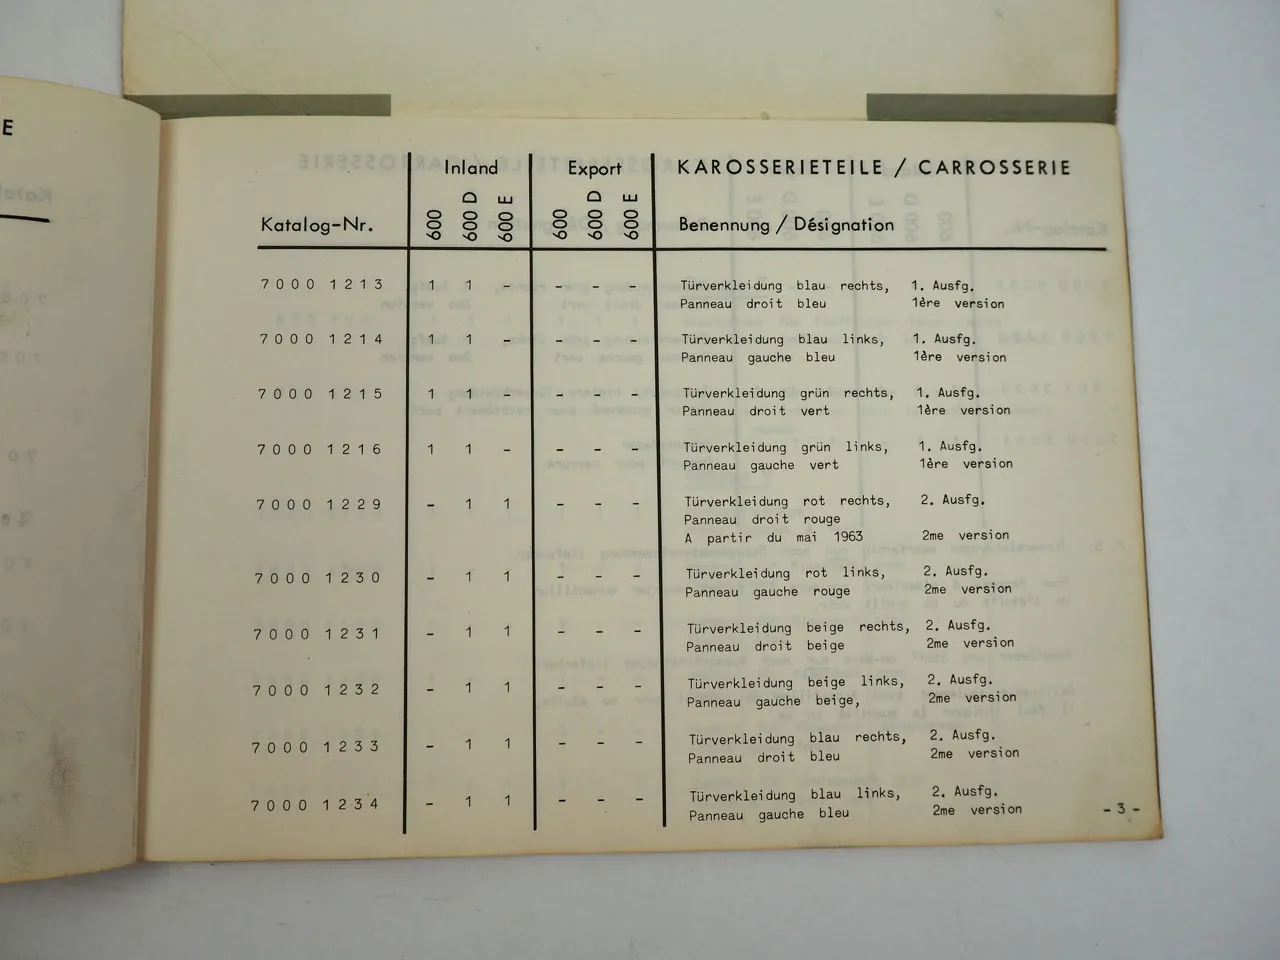 E
Inland Export KAROSSERIETEILE / CARROSSERIE
Katalog-Nr. 600 600 D 600 E 600 600 D 600 E Benennung / Désignation
7000 1213 1 1 - - - - Türverkleidung blau rechts, 1. Ausfg.
Panneau droit bleu 1ère version
7000 1214 1 1 - - - - Türverkleidung blau links, 1. Ausfg.
Panneau gauche bleu 1ère version
7000 1215 1 1 - - - - Türverkleidung grün rechts, 1. Ausfg.
Panneau droit vert 1ère version
7000 1216 1 1 - - - - Türverkleidung grün links, 1. Ausfg.
Panneau gauche vert 1ère version
7000 1229 - 1 1 - - - Türverkleidung rot rechts, 2. Ausfg.
Panneau droit rouge
A partir du mai 1963 2me version
7000 1230 - 1 1 - - - Türverkleidung rot links, 2. Ausfg.
Panneau gauche rouge 2me version
7000 1231 - 1 1 - - - Türverkleidung beige rechts, 2. Ausfg.
Panneau droit beige 2me version
7000 1232 - 1 1 - - - Türverkleidung beige links, 2. Ausfg.
Panneau gauche beige, 2me version
7000 1233 - 1 1 - - - Türverkleidung blau rechts, 2. Ausfg.
Panneau droit bleu 2me version
7000 1234 - 1 1 - - - Türverkleidung blau links, 2. Ausfg.
Panneau gauche bleu 2me version
- 3 -